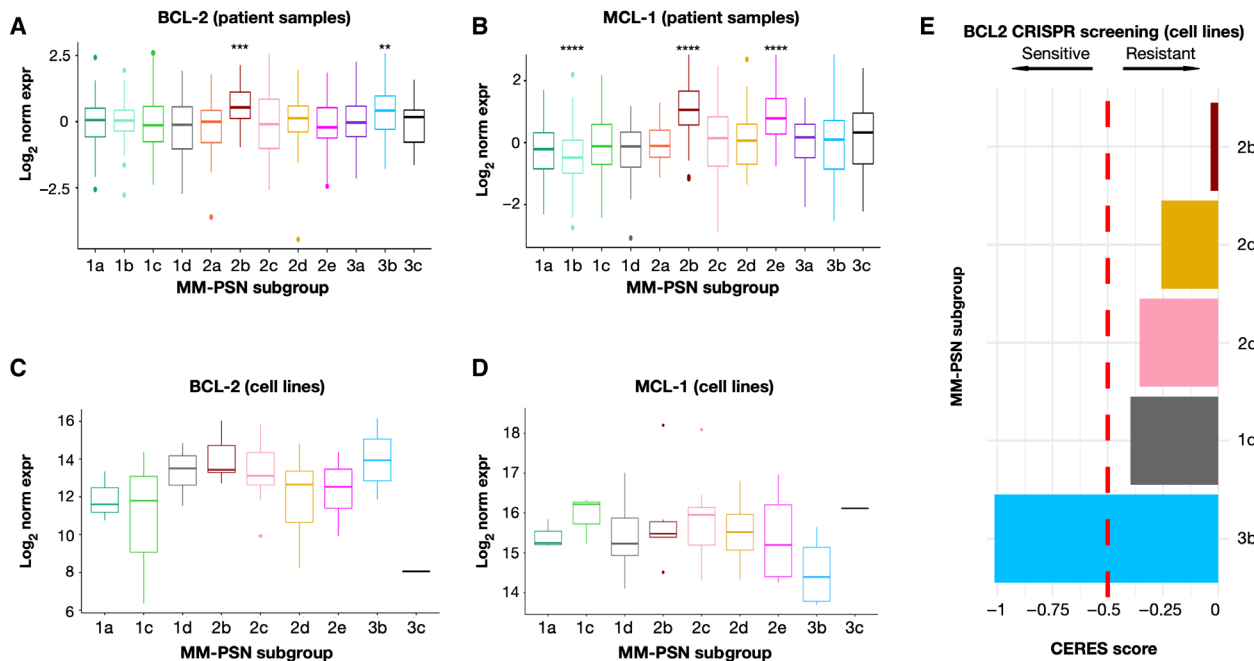 A
BCL-2 (patient samples)
***
**
Log2 norm expr
2.5
0
−2.5
1a 1b 1c 1d 2a 2b 2c 2d 2e 3a 3b 3c
MM-PSN subgroup
B
MCL-1 (patient samples)
****
****
****
Log2 norm expr
2
0
−2
1a 1b 1c 1d 2a 2b 2c 2d 2e 3a 3b 3c
MM-PSN subgroup
E
BCL2 CRISPR screening (cell lines)
Sensitive
Resistant
MM-PSN subgroup
2b
3b
−1 −0.75 −0.5 −0.25 0
CERES score
C
BCL-2 (cell lines)
Log2 norm expr
16
14
12
10
8
6
1a 1c 1d 2b 2c 2d 2e 3b 3c
MM-PSN subgroup
D
MCL-1 (cell lines)
Log2 norm expr
18
17
16
15
14
1a 1c 1d 2b 2c 2d 2e 3b 3c
MM-PSN subgroup